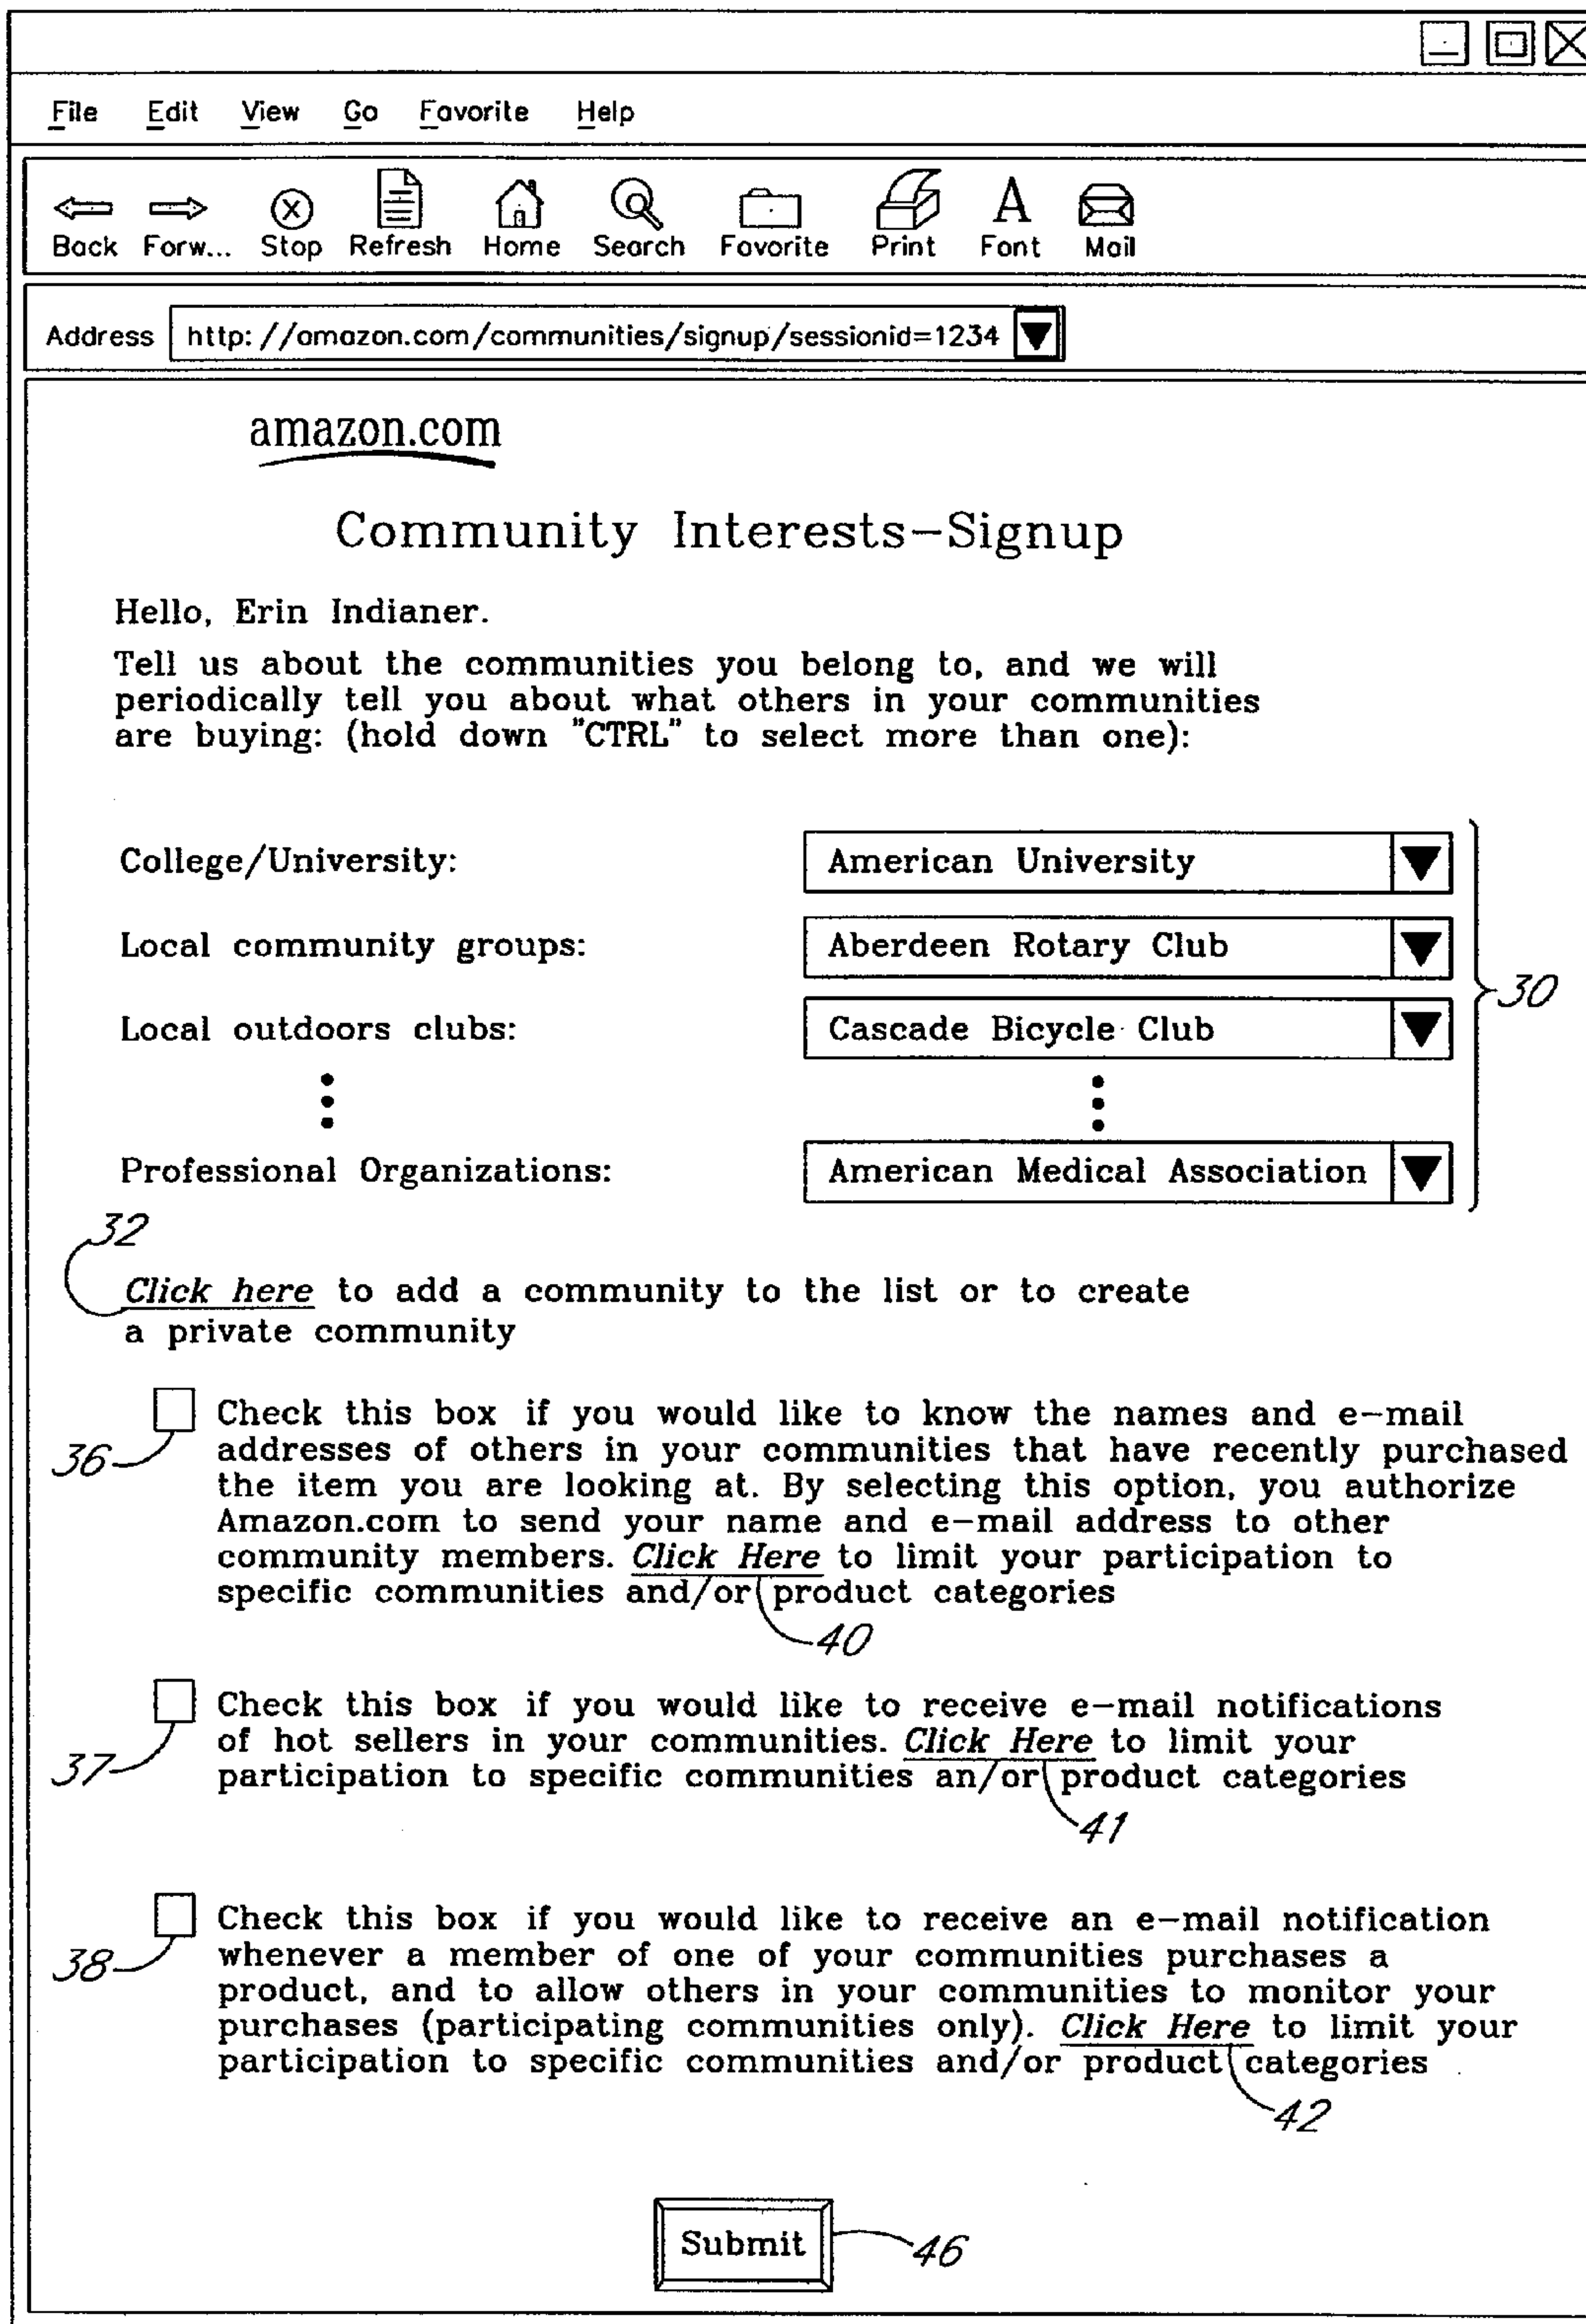 File Edit View Go Favorite Help
Back Forw... Stop Refresh Home Search Favorite Print Font Mail
Address http://amazon.com/communities/signup/sessionid=1234
amazon.com
Community Interests-Signup
Hello, Erin Indianer.
Tell us about the communities you belong to, and we will
periodically tell you about what others in your communities
are buying: (hold down "CTRL" to select more than one):
College/University: American University
Local community groups: Aberdeen Rotary Club
30
Local outdoors clubs: Cascade Bicycle Club
Professional Organizations: American Medical Association
32
Click here to add a community to the list or to create
a private community
Check this box if you would like to know the names and e-mail
36 addresses of others in your communities that have recently purchased
the item you are looking at. By selecting this option, you authorize
Amazon.com to send your name and e-mail address to other
community members. Click Here to limit your participation to
specific communities and/or product categories
40
Check this box if you would like to receive e-mail notifications
of hot sellers in your communities. Click Here to limit your
37 participation to specific communities an/or product categories
41
Check this box if you would like to receive an e-mail notification
38 whenever a member of one of your communities purchases a
product, and to allow others in your communities to monitor your
purchases (participating communities only). Click Here to limit your
participation to specific communities and/or product categories
42
Submit 46